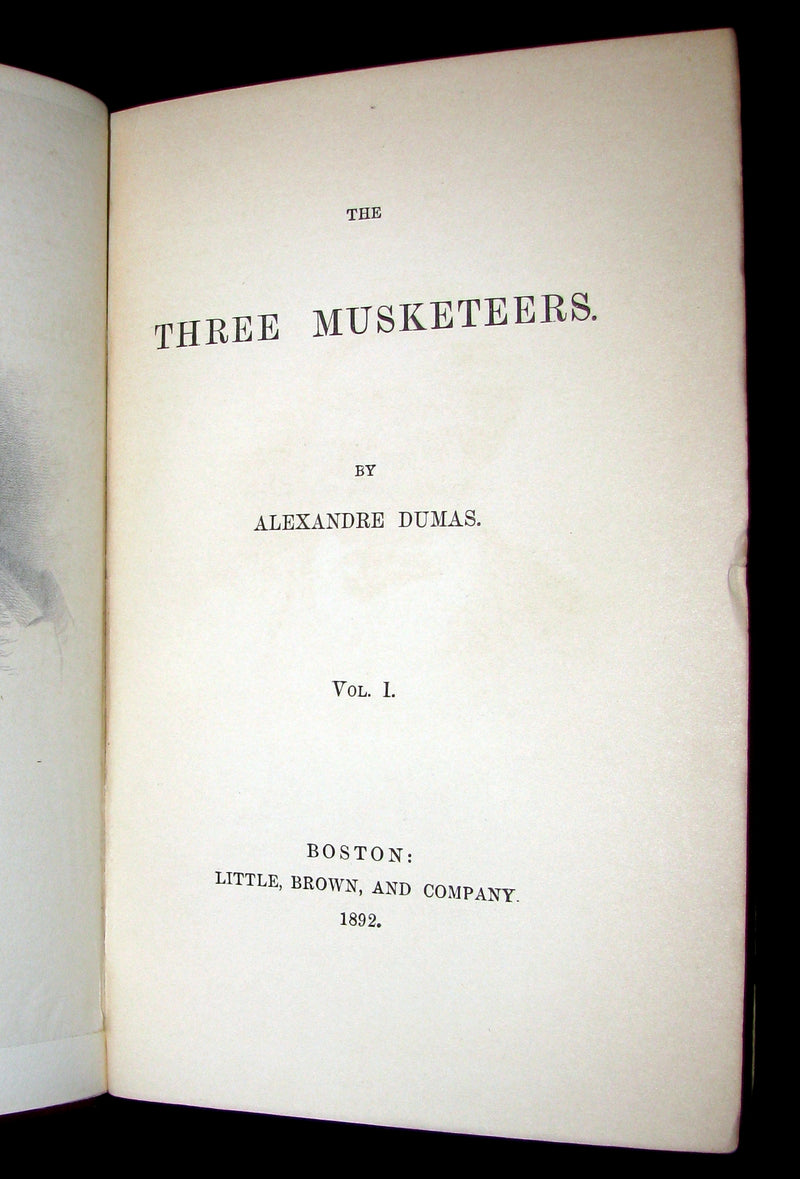 THE
THREE MUSKETEERS.
BY
ALEXANDRE DUMAS.
VOL. I.
BOSTON:
LITTLE, BROWN, AND COMPANY.
1892.